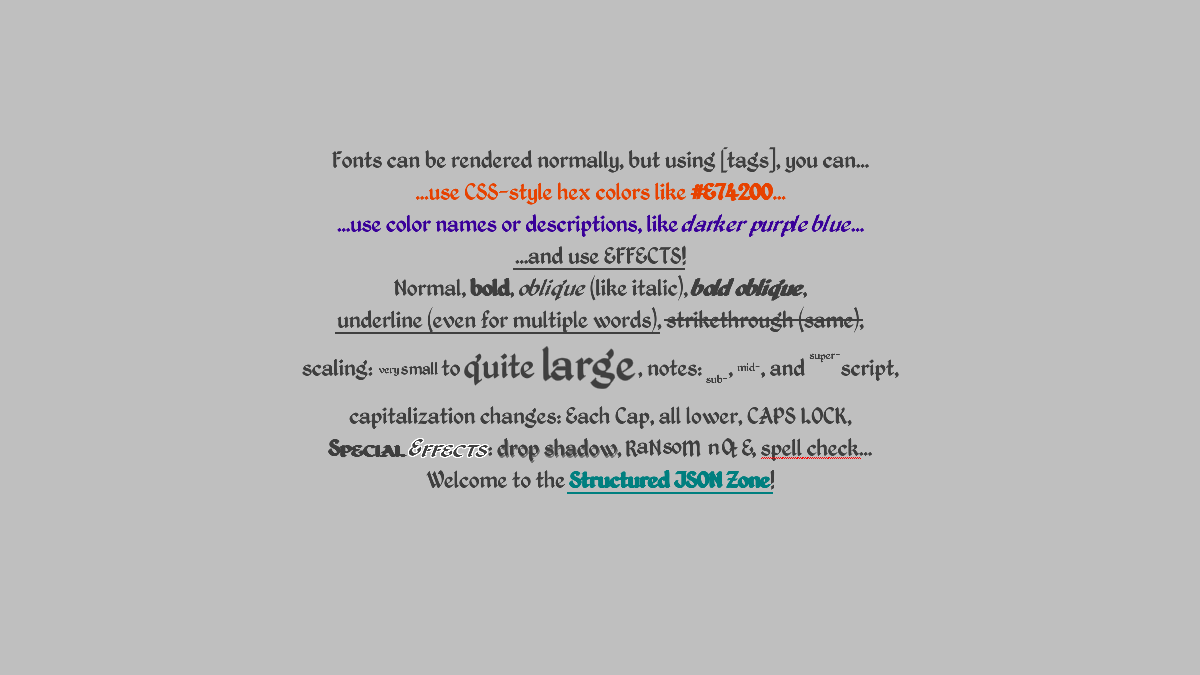 Fonts can be rendered normally, but using [tags], you can...
...use CSS-style hex colors like #E74200...
...use color names or descriptions, like darker purple blue...
...and use EFFECTS!
Normal, bold, oblique (like italic), bold oblique,
underline (even for multiple words), strikethrough (same),
scaling: very small to quite large, notes: sub-, mid-, and super- script,
capitalization changes: Each Cap, all lower, CAPS LOCK,
Special Effects: drop shadow, RaNsoM nOtE, spell check...
Welcome to the Structured JSON Zone!